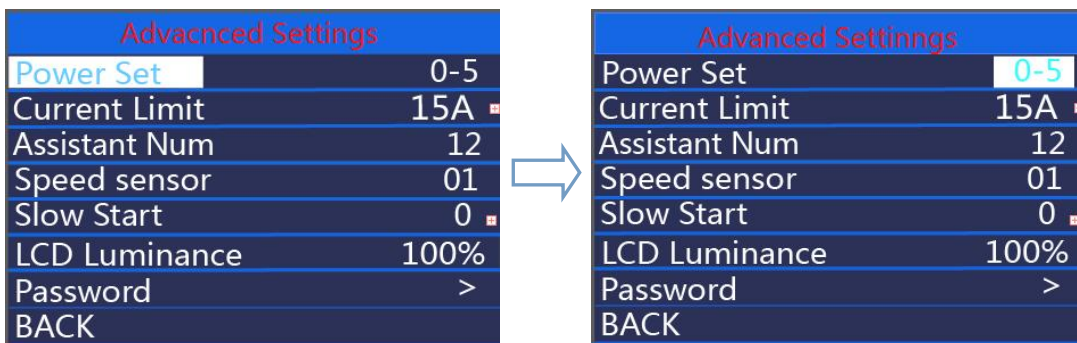 Advacnced Settings
Power Set 0-5
Current Limit 15A
Assistant Num 12
Speed sensor 01
Slow Start 0
LCD Luminance 100%
Password >
BACK
Advanced Settinngs
Power Set 0-5
Current Limit 15A
Assistant Num 12
Speed sensor 01
Slow Start 0
LCD Luminance 100%
Password >
BACK